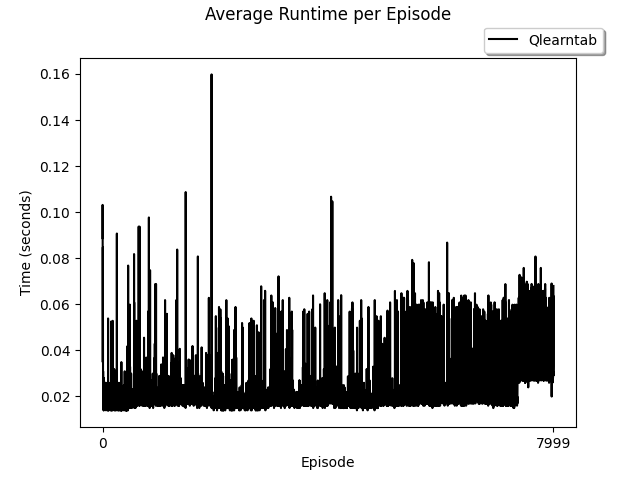 Average Runtime per Episode
Qlearntab
0.16
0.14
0.12
0.10
0.08
0.06
0.04
0.02
Time (seconds)
0
7999
Episode